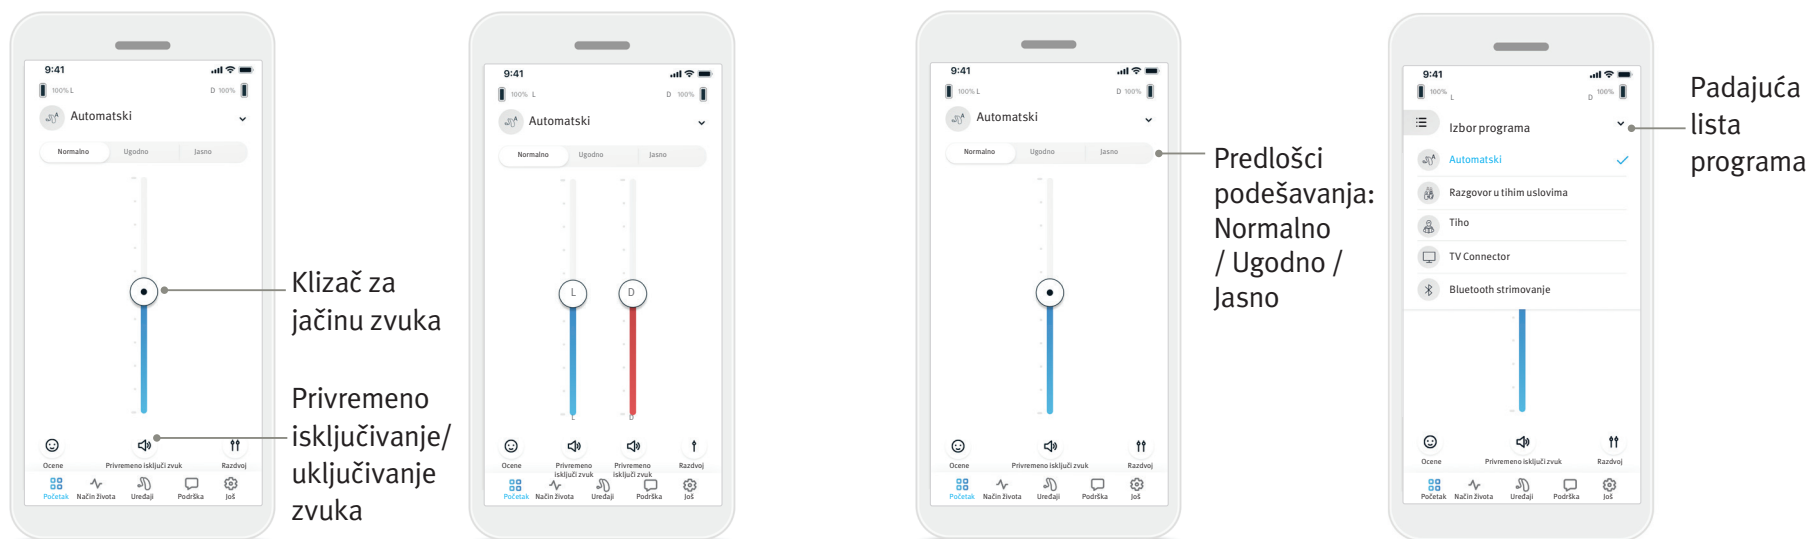 9:41
100% L
D 100%
Automatski
Normalno Ugodno Jasno
Ocene Privremeno isključi zvuk Razdvoj
Početak Način života Uređaji Podrška Još
Klizač za
jačinu zvuka
Privremeno
isključivanje/
uključivanje
zvuka
9:41
100% L
D 100%
Automatski
Normalno Ugodno Jasno
L D
L D
Ocene Privremeno isključi zvuk Privremeno isključi zvuk Razdvoj
Početak Način života Uređaji Podrška Još
9:41
100% L
D 100%
Automatski
Normalno Ugodno Jasno
Ocene Privremeno isključi zvuk Razdvoj
Početak Način života Uređaji Podrška Još
Predlošci
podešavanja:
Normalno
/ Ugodno /
Jasno
9:41
100% L
D 100%
Izbor programa
Automatski
Razgovor u tihim uslovima
Tiho
TV Connector
Bluetooth strimovanje
Ocene Privremeno isključi zvuk Razdvoj
Početak Način života Uređaji Podrška Još
Padajuća
lista
programa